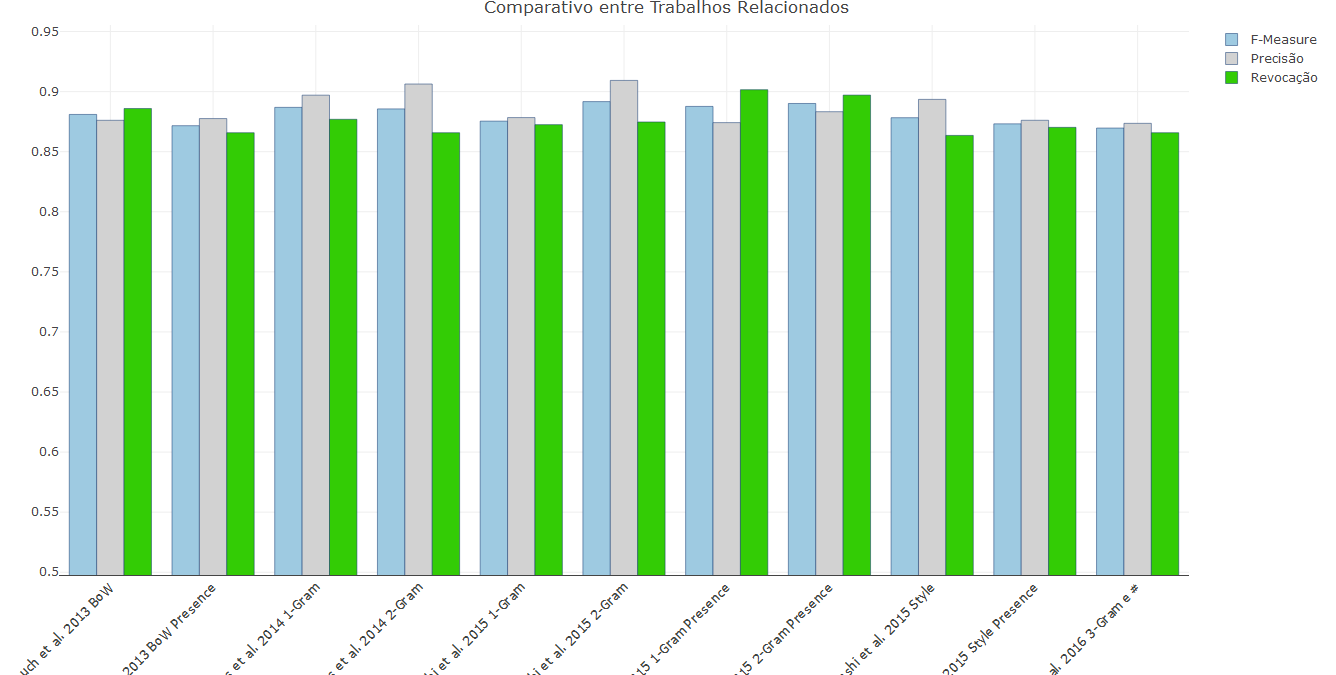 Comparativo entre Trabalhos Relacionados
0.95
0.9
0.85
0.8
0.75
0.7
0.65
0.6
0.55
0.5
F-Measure
Precisão
Revocação
et al. 2013 BoW
2013 BoW Presence
et al. 2014 1-Gram
et al. 2014 2-Gram
et al. 2015 1-Gram
et al. 2015 2-Gram
1-Gram Presence
2-Gram Presence
et al. 2015 Style
2015 Style Presence
al. 2016 3-Gram e #